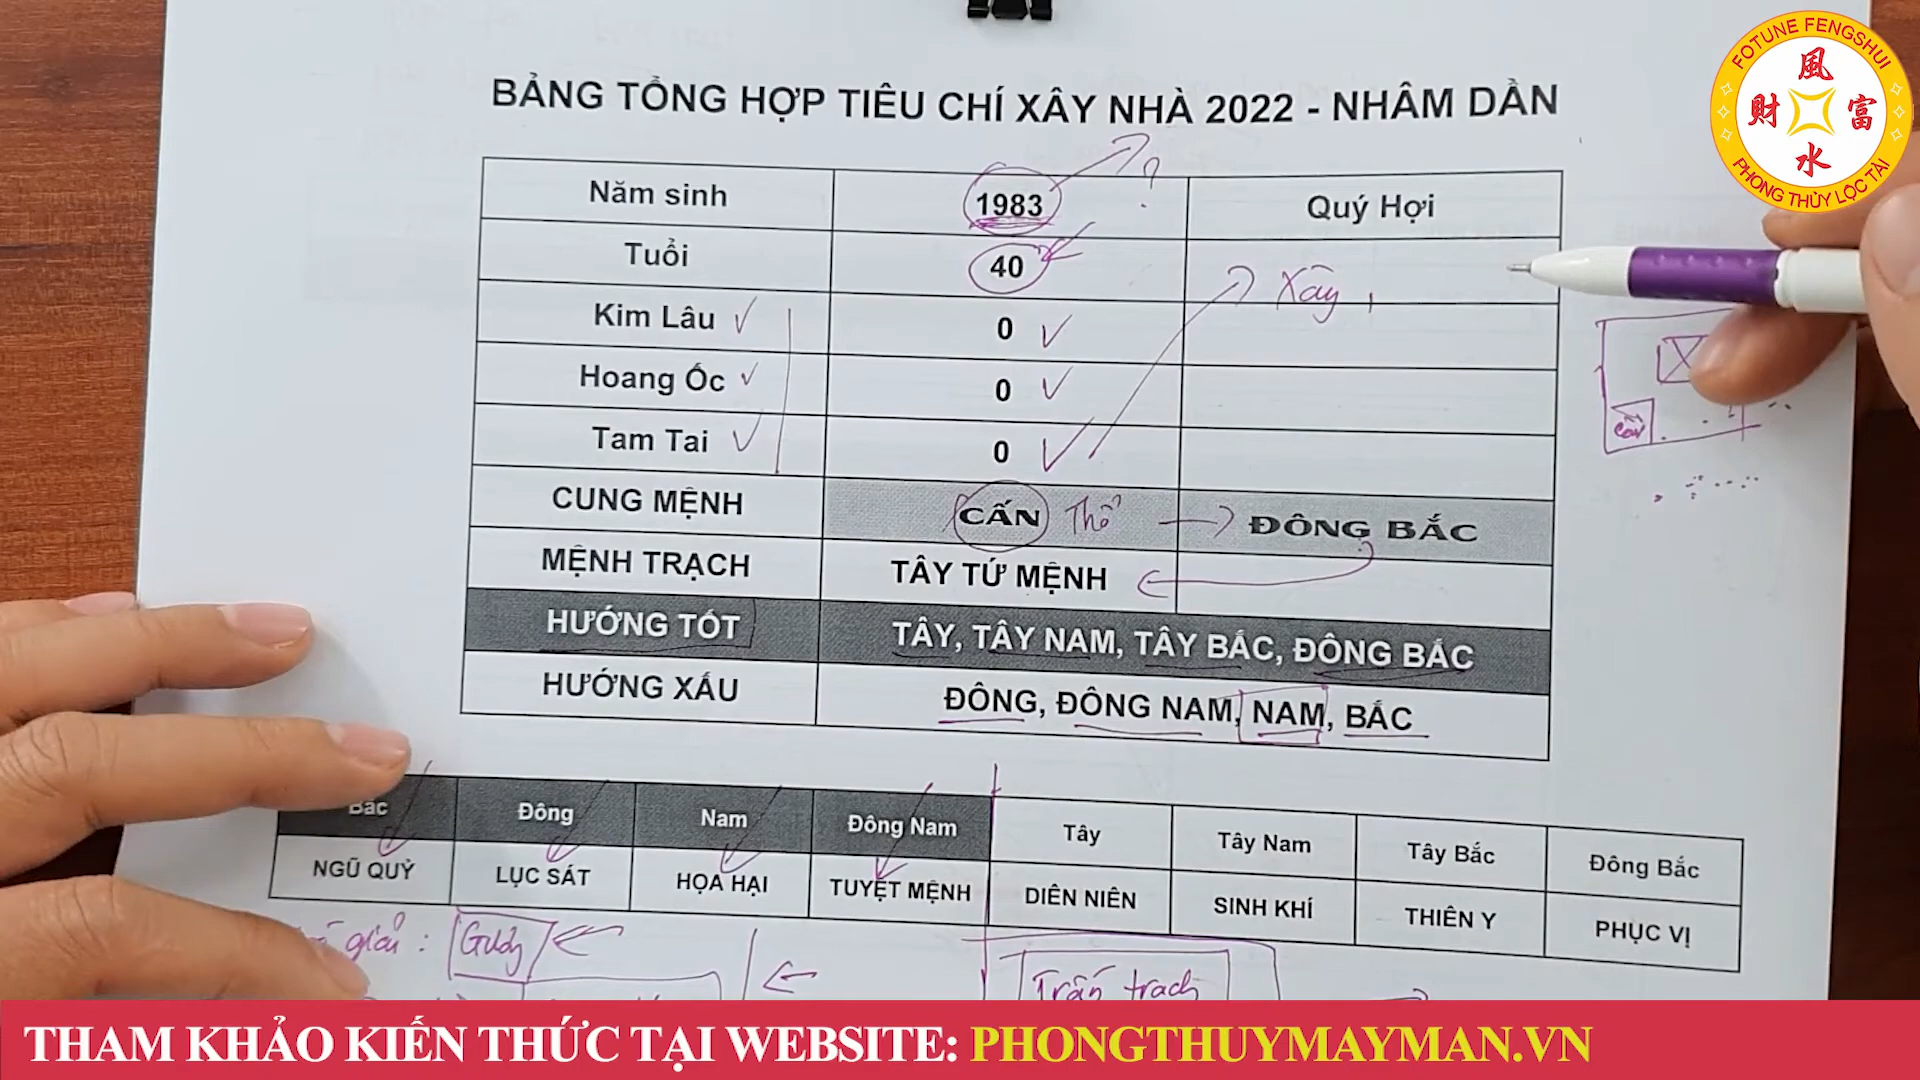 FOTUNE FENGSHUI
風
財 富
水
PHONG THỦY LỘC TÀI
BẢNG TỔNG HỢP TIÊU CHÍ XÂY NHÀ 2022 - NHÂM DẦN
Năm sinh 1983 ? Quý Hợi
Tuổi 40
Xây
Kim Lâu 0
Hoang Ốc 0
Tam Tai 0
CUNG MỆNH CẤN Thổ ĐÔNG BẮC
MỆNH TRẠCH TÂY TỨ MỆNH
HƯỚNG TỐT TÂY, TÂY NAM, TÂY BẮC, ĐÔNG BẮC
HƯỚNG XẤU ĐÔNG, ĐÔNG NAM, NAM, BẮC
Bắc Đông Nam Đông Nam Tây Tây Nam Tây Bắc Đông Bắc
NGŨ QUỶ LỤC SÁT HỌA HẠI TUYỆT MỆNH DIÊN NIÊN SINH KHÍ THIÊN Y PHỤC VỊ
giải : Gương
Trấn trạch
THAM KHẢO KIẾN THỨC TẠI WEBSITE: PHONGTHUYMAYMAN.VN